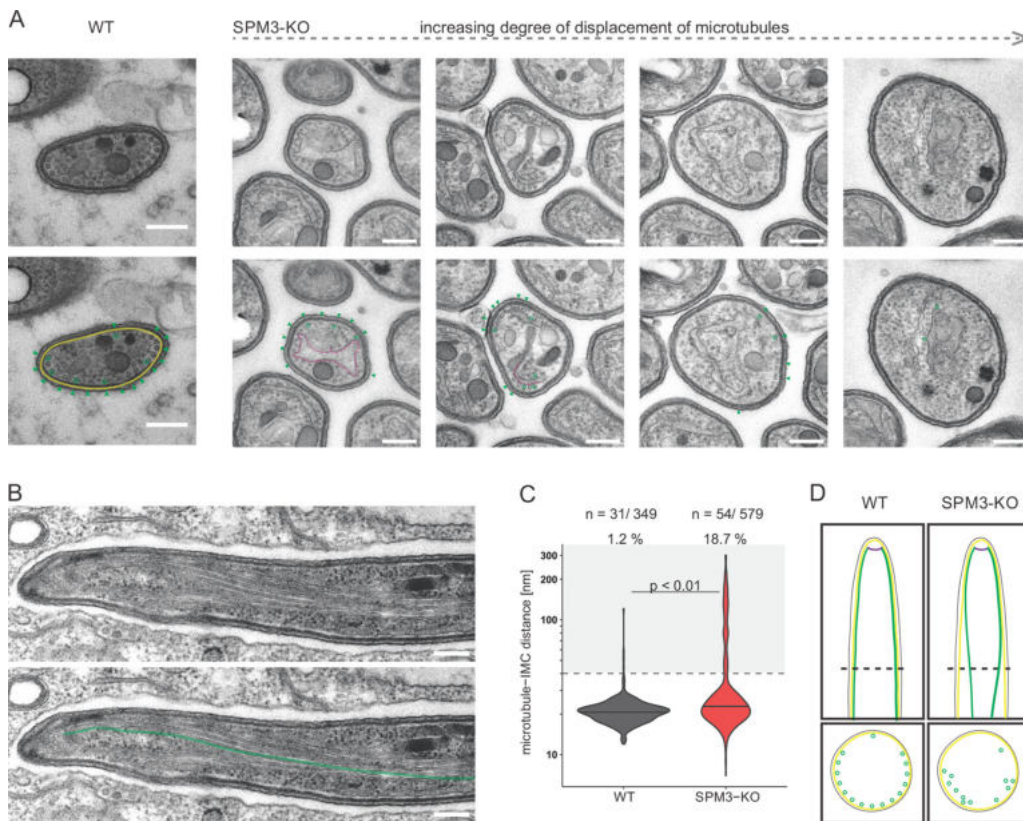 A
WT
SPM3-KO
increasing degree of displacement of microtubules
B
C
n = 31/ 349
n = 54/ 579
1.2 %
18.7 %
300
200
p < 0.01
100
10
microtubule−IMC distance [nm]
WT
SPM3−KO
D
WT
SPM3-KO